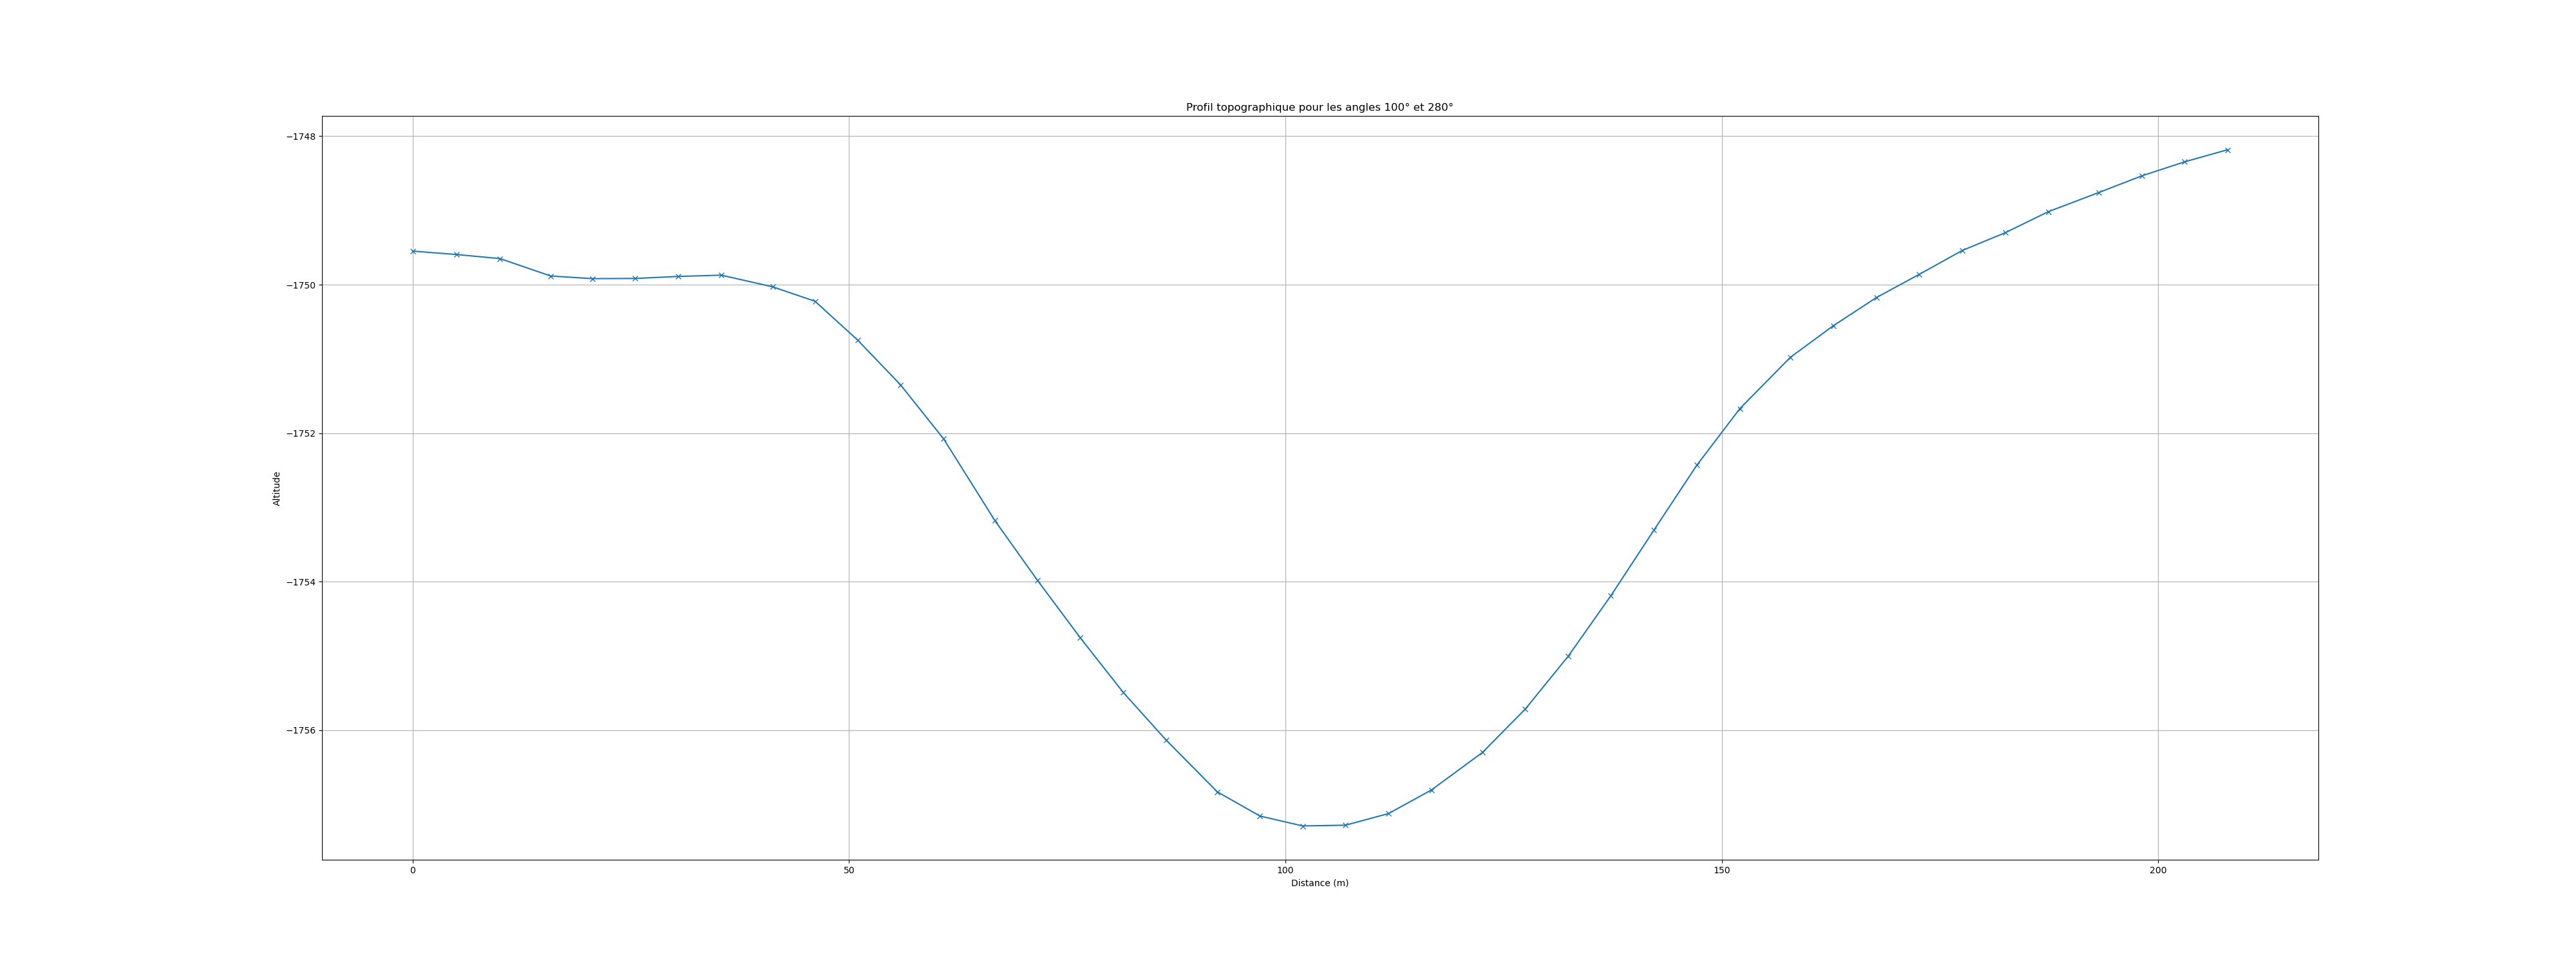 Profil topographique pour les angles 100° et 280°
−1748
−1750
−1752
−1754
−1756
Altitude
0 50 100 150 200
Distance (m)